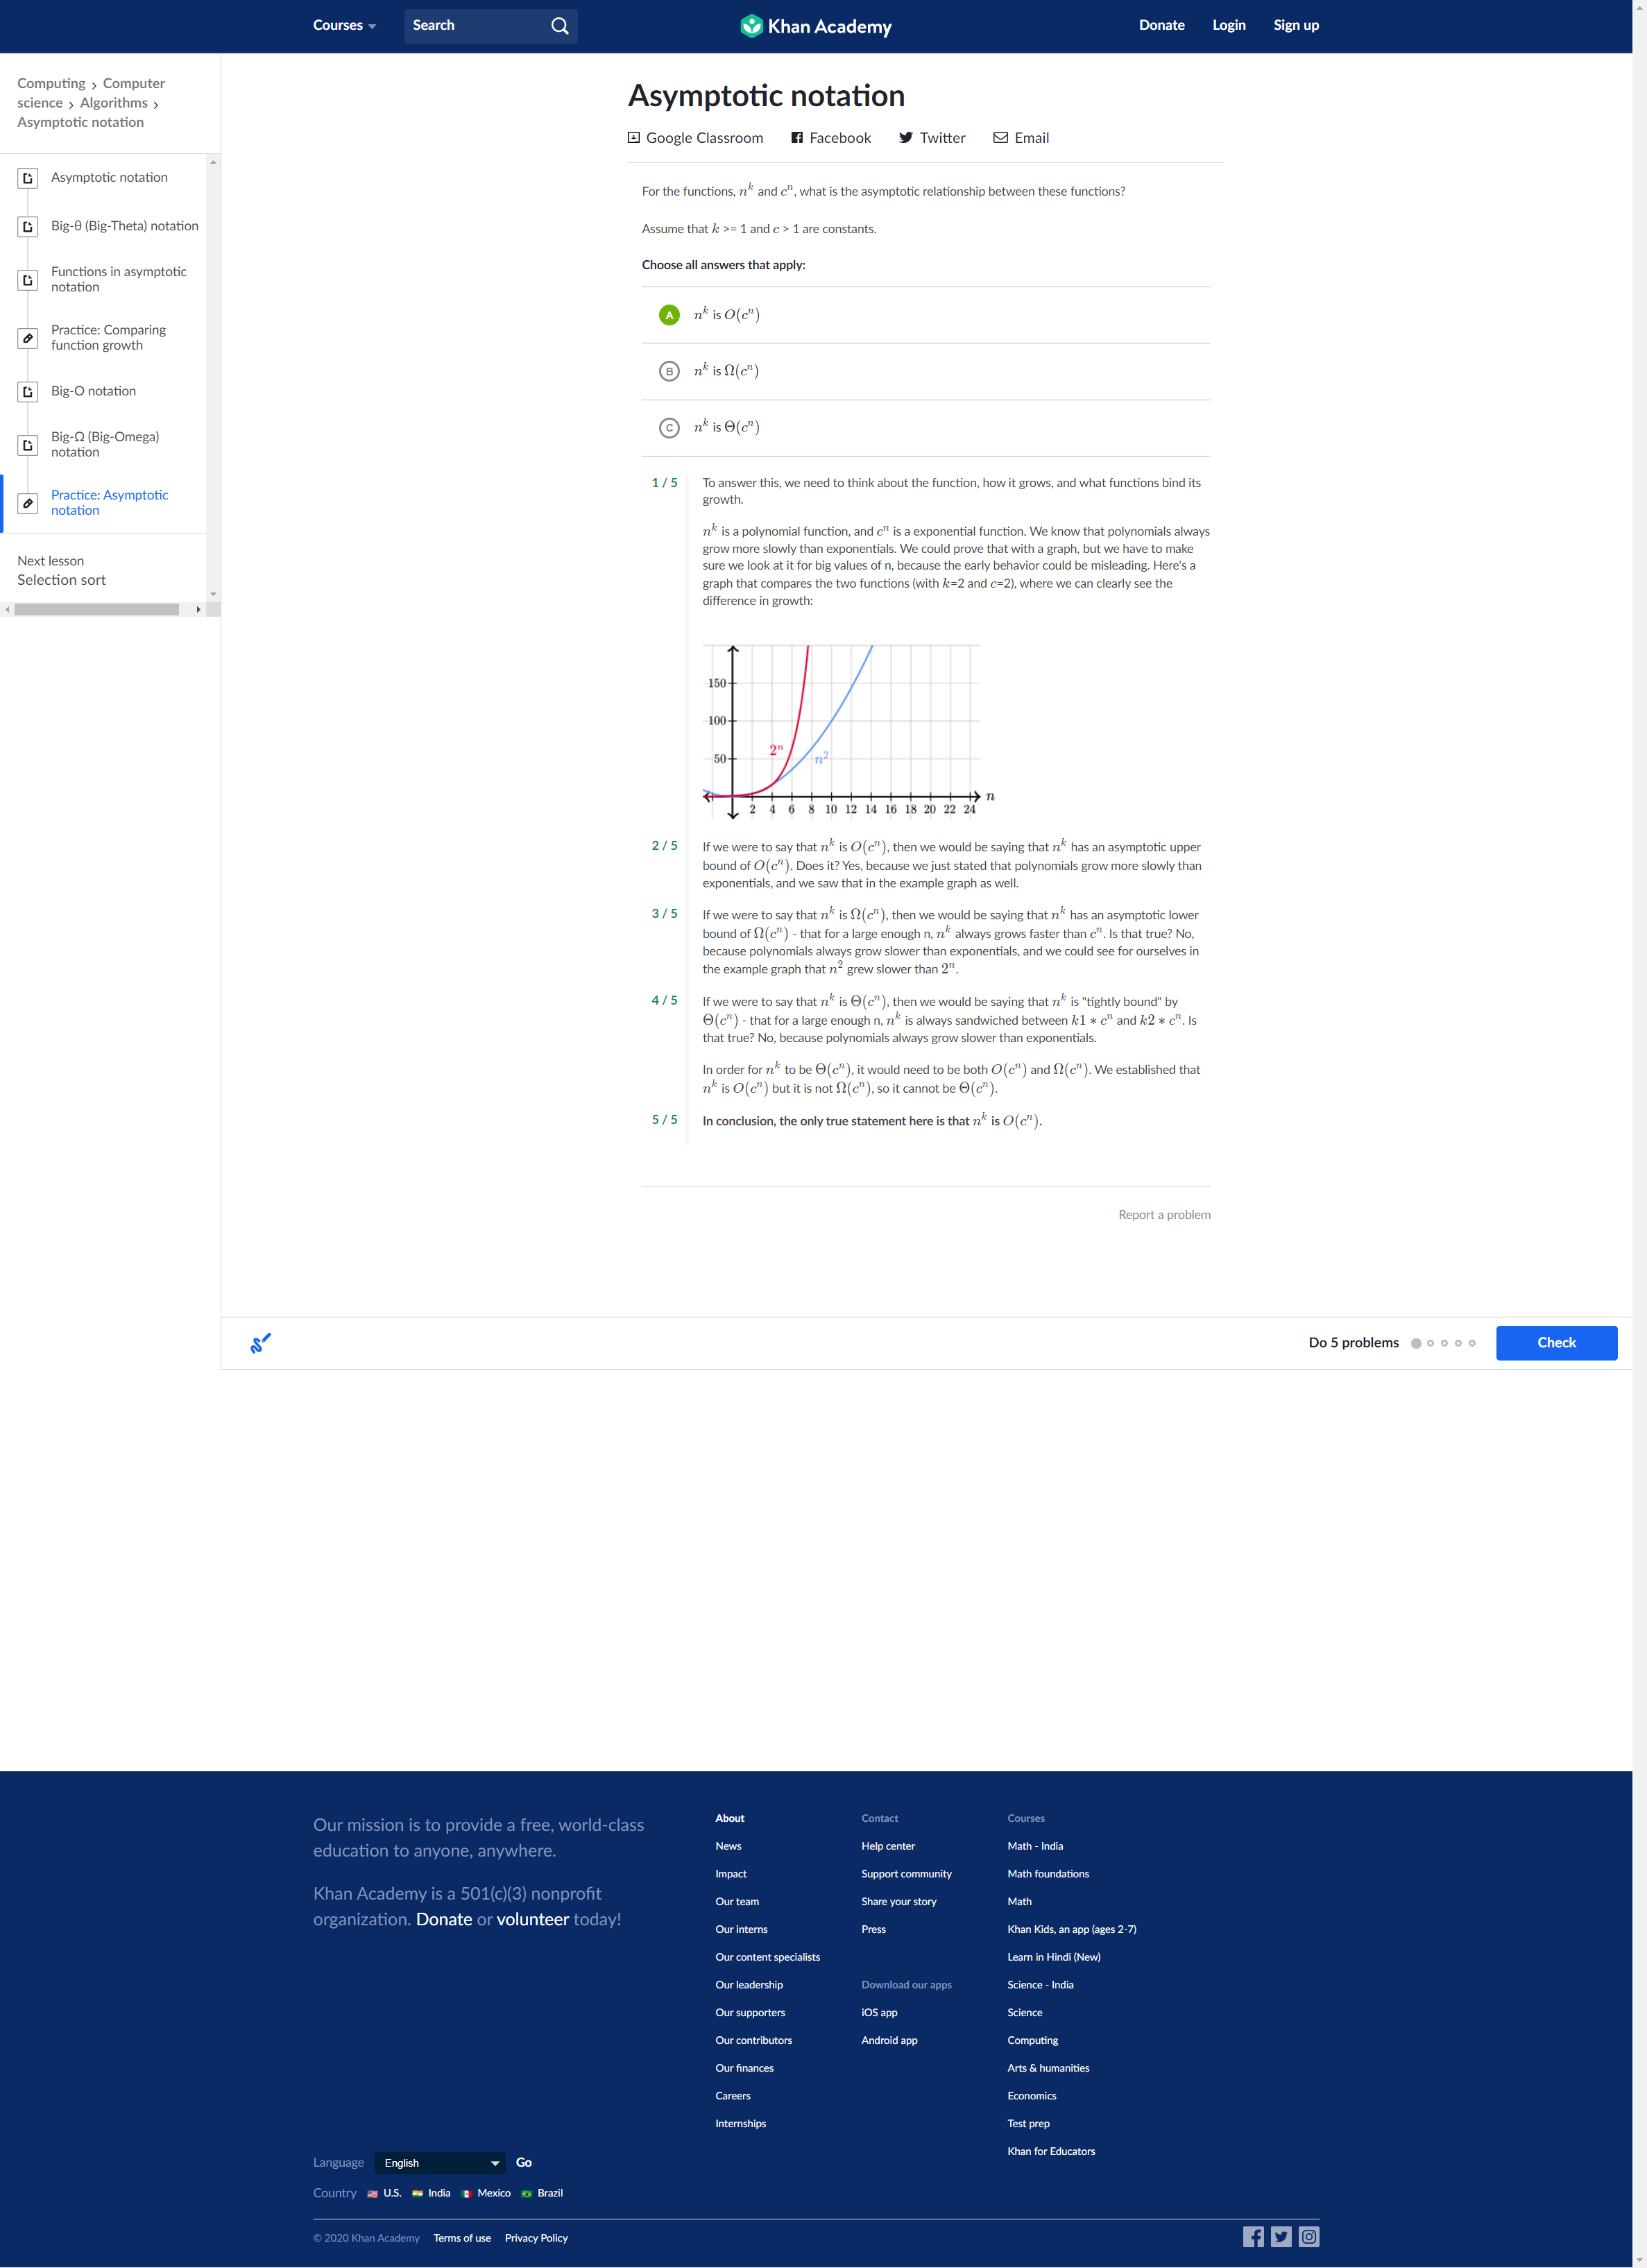 Courses
Search
Khan Academy
Donate
Login
Sign up
Computing > Computer
science > Algorithms >
Asymptotic notation
Asymptotic notation
Big-θ (Big-Theta) notation
Functions in asymptotic
notation
Practice: Comparing
function growth
Big-O notation
Big-Ω (Big-Omega)
notation
Practice: Asymptotic
notation
Next lesson
Selection sort
Asymptotic notation
Google Classroom
Facebook
Twitter
Email
For the functions, n^k and c^n, what is the asymptotic relationship between these functions?
Assume that k >= 1 and c > 1 are constants.
Choose all answers that apply:
A n^k is O(c^n)
B n^k is Ω(c^n)
C n^k is Θ(c^n)
1 / 5 To answer this, we need to think about the function, how it grows, and what functions bind its
growth.
n^k is a polynomial function, and c^n is a exponential function. We know that polynomials always
grow more slowly than exponentials. We could prove that with a graph, but we have to make
sure we look at it for big values of n, because the early behavior could be misleading. Here's a
graph that compares the two functions (with k=2 and c=2), where we can clearly see the
difference in growth:
150
100
2^n
50
n^2
n
2 4 6 8 10 12 14 16 18 20 22 24
2 / 5 If we were to say that n^k is O(c^n), then we would be saying that n^k has an asymptotic upper
bound of O(c^n). Does it? Yes, because we just stated that polynomials grow more slowly than
exponentials, and we saw that in the example graph as well.
3 / 5 If we were to say that n^k is Ω(c^n), then we would be saying that n^k has an asymptotic lower
bound of Ω(c^n) - that for a large enough n, n^k always grows faster than c^n. Is that true? No,
because polynomials always grow slower than exponentials, and we could see for ourselves in
the example graph that n^2 grew slower than 2^n.
4 / 5 If we were to say that n^k is Θ(c^n), then we would be saying that n^k is "tightly bound" by
Θ(c^n) - that for a large enough n, n^k is always sandwiched between k1 * c^n and k2 * c^n. Is
that true? No, because polynomials always grow slower than exponentials.
In order for n^k to be Θ(c^n), it would need to be both O(c^n) and Ω(c^n). We established that
n^k is O(c^n) but it is not Ω(c^n), so it cannot be Θ(c^n).
5 / 5 In conclusion, the only true statement here is that n^k is O(c^n).
Report a problem
Do 5 problems
Check
Our mission is to provide a free, world-class
education to anyone, anywhere.
Khan Academy is a 501(c)(3) nonprofit
organization. Donate or volunteer today!
About
News
Impact
Our team
Our interns
Our content specialists
Our leadership
Our supporters
Our contributors
Our finances
Careers
Internships
Contact
Help center
Support community
Share your story
Press
Download our apps
iOS app
Android app
Courses
Math - India
Math foundations
Math
Khan Kids, an app (ages 2-7)
Learn in Hindi (New)
Science - India
Science
Computing
Arts & humanities
Economics
Test prep
Khan for Educators
Language English Go
Country U.S. India Mexico Brazil
© 2020 Khan Academy Terms of use Privacy Policy